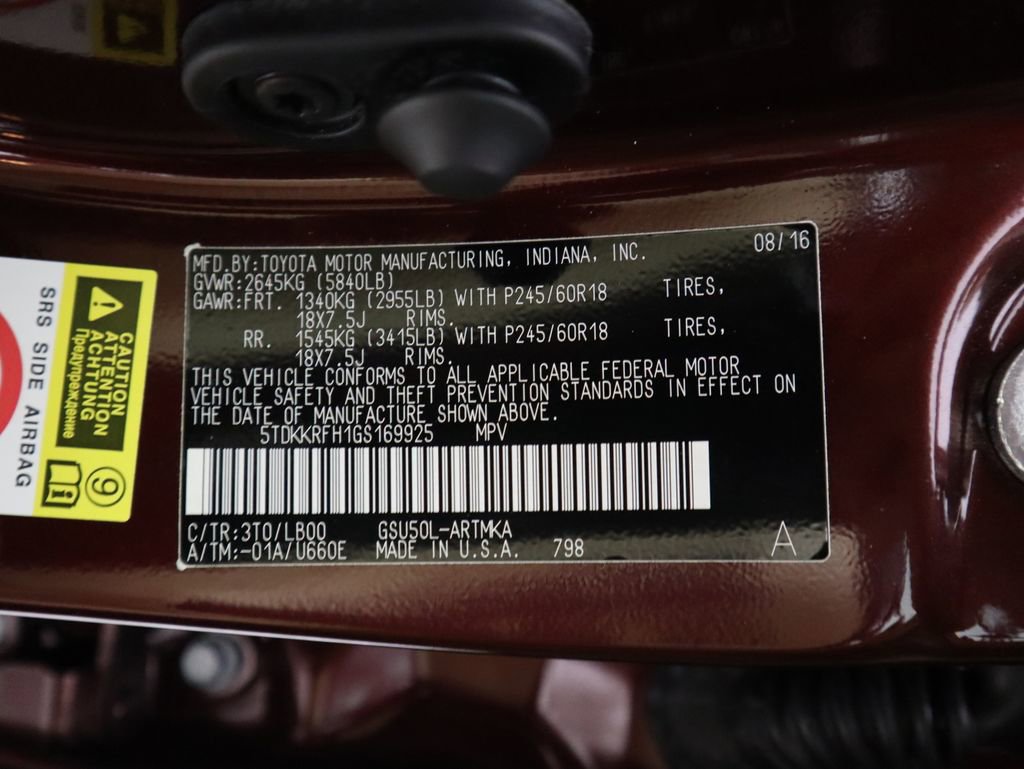 08/16
MFD.BY:TOYOTA MOTOR MANUFACTURING, INDIANA, INC.
GVWR:2645KG (5840LB)
GAWR:FRT. 1340KG (2955LB) WITH P245/60R18 TIRES,
18X7.5J RIMS.
RR. 1545KG (3415LB) WITH P245/60R18 TIRES,
18X7.5J RIMS.
THIS VEHICLE CONFORMS TO ALL APPLICABLE FEDERAL MOTOR
VEHICLE SAFETY AND THEFT PREVENTION STANDARDS IN EFFECT ON
THE DATE OF MANUFACTURE SHOWN ABOVE.
5TDKKRFH1GS169925 MPV
C/TR:3T0/LB00 GSU50L-ARTMKA
A/TM:-01A/U660E MADE IN U.S.A. 798
A
SRS SIDE AIRBAG
CAUTION
ATTENTION
ACHTUNG
Предупреждение
9